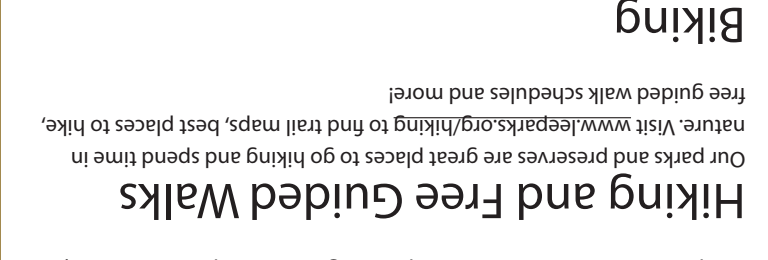 Hiking and Free Guided Walks
Our parks and preserves are great places to go hiking and spend time in
nature. Visit www.leeparks.org/hiking to find trail maps, best places to hike,
free guided walk schedules and more!
Biking